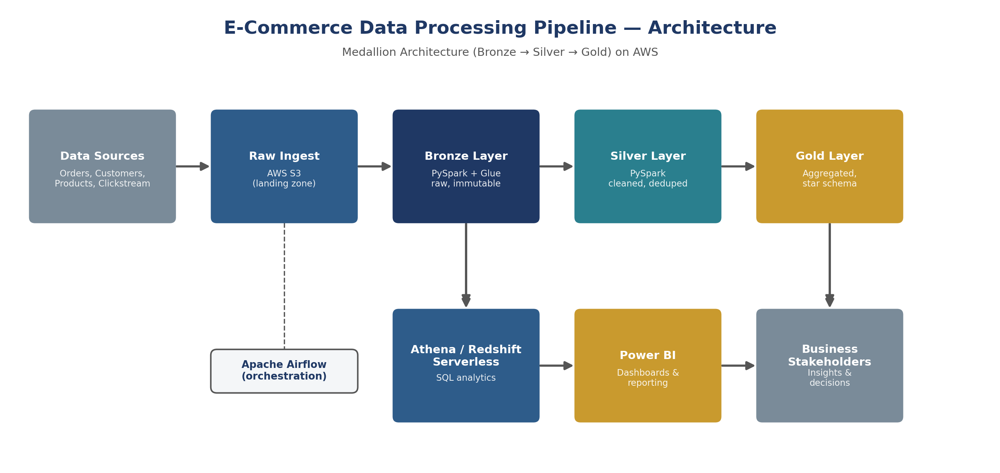 E-Commerce Data Processing Pipeline — Architecture
Medallion Architecture (Bronze → Silver → Gold) on AWS
Data Sources
Orders, Customers,
Products, Clickstream
Raw Ingest
AWS S3
(landing zone)
Bronze Layer
PySpark + Glue
raw, immutable
Silver Layer
PySpark
cleaned, deduped
Gold Layer
Aggregated,
star schema
Apache Airflow
(orchestration)
Athena / Redshift
Serverless
SQL analytics
Power BI
Dashboards &
reporting
Business
Stakeholders
Insights &
decisions